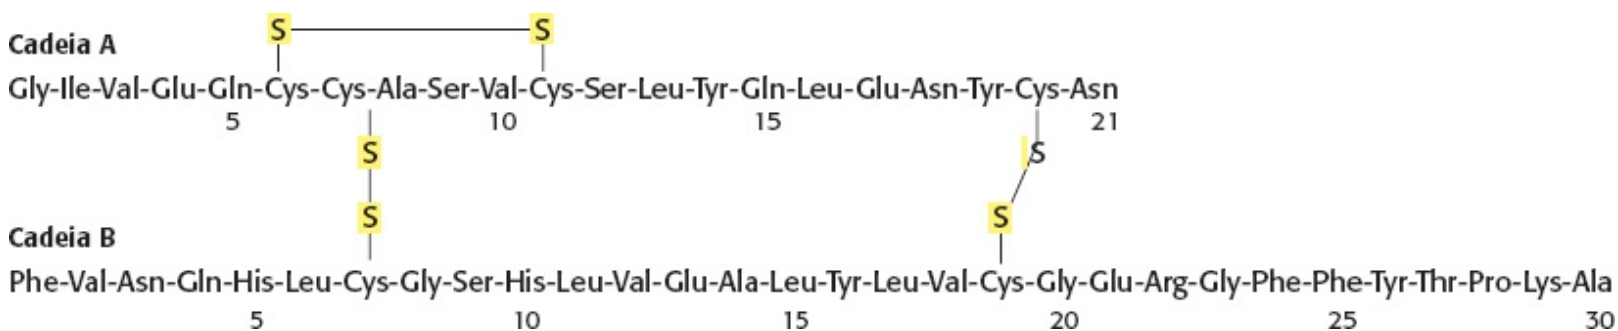 S S
Cadeia A
Gly-Ile-Val-Glu-Gln-Cys-Cys-Ala-Ser-Val-Cys-Ser-Leu-Tyr-Gln-Leu-Glu-Asn-Tyr-Cys-Asn
5 10 15 21
S S
S S
Cadeia B
Phe-Val-Asn-Gln-His-Leu-Cys-Gly-Ser-His-Leu-Val-Glu-Ala-Leu-Tyr-Leu-Val-Cys-Gly-Glu-Arg-Gly-Phe-Phe-Tyr-Thr-Pro-Lys-Ala
5 10 15 20 25 30